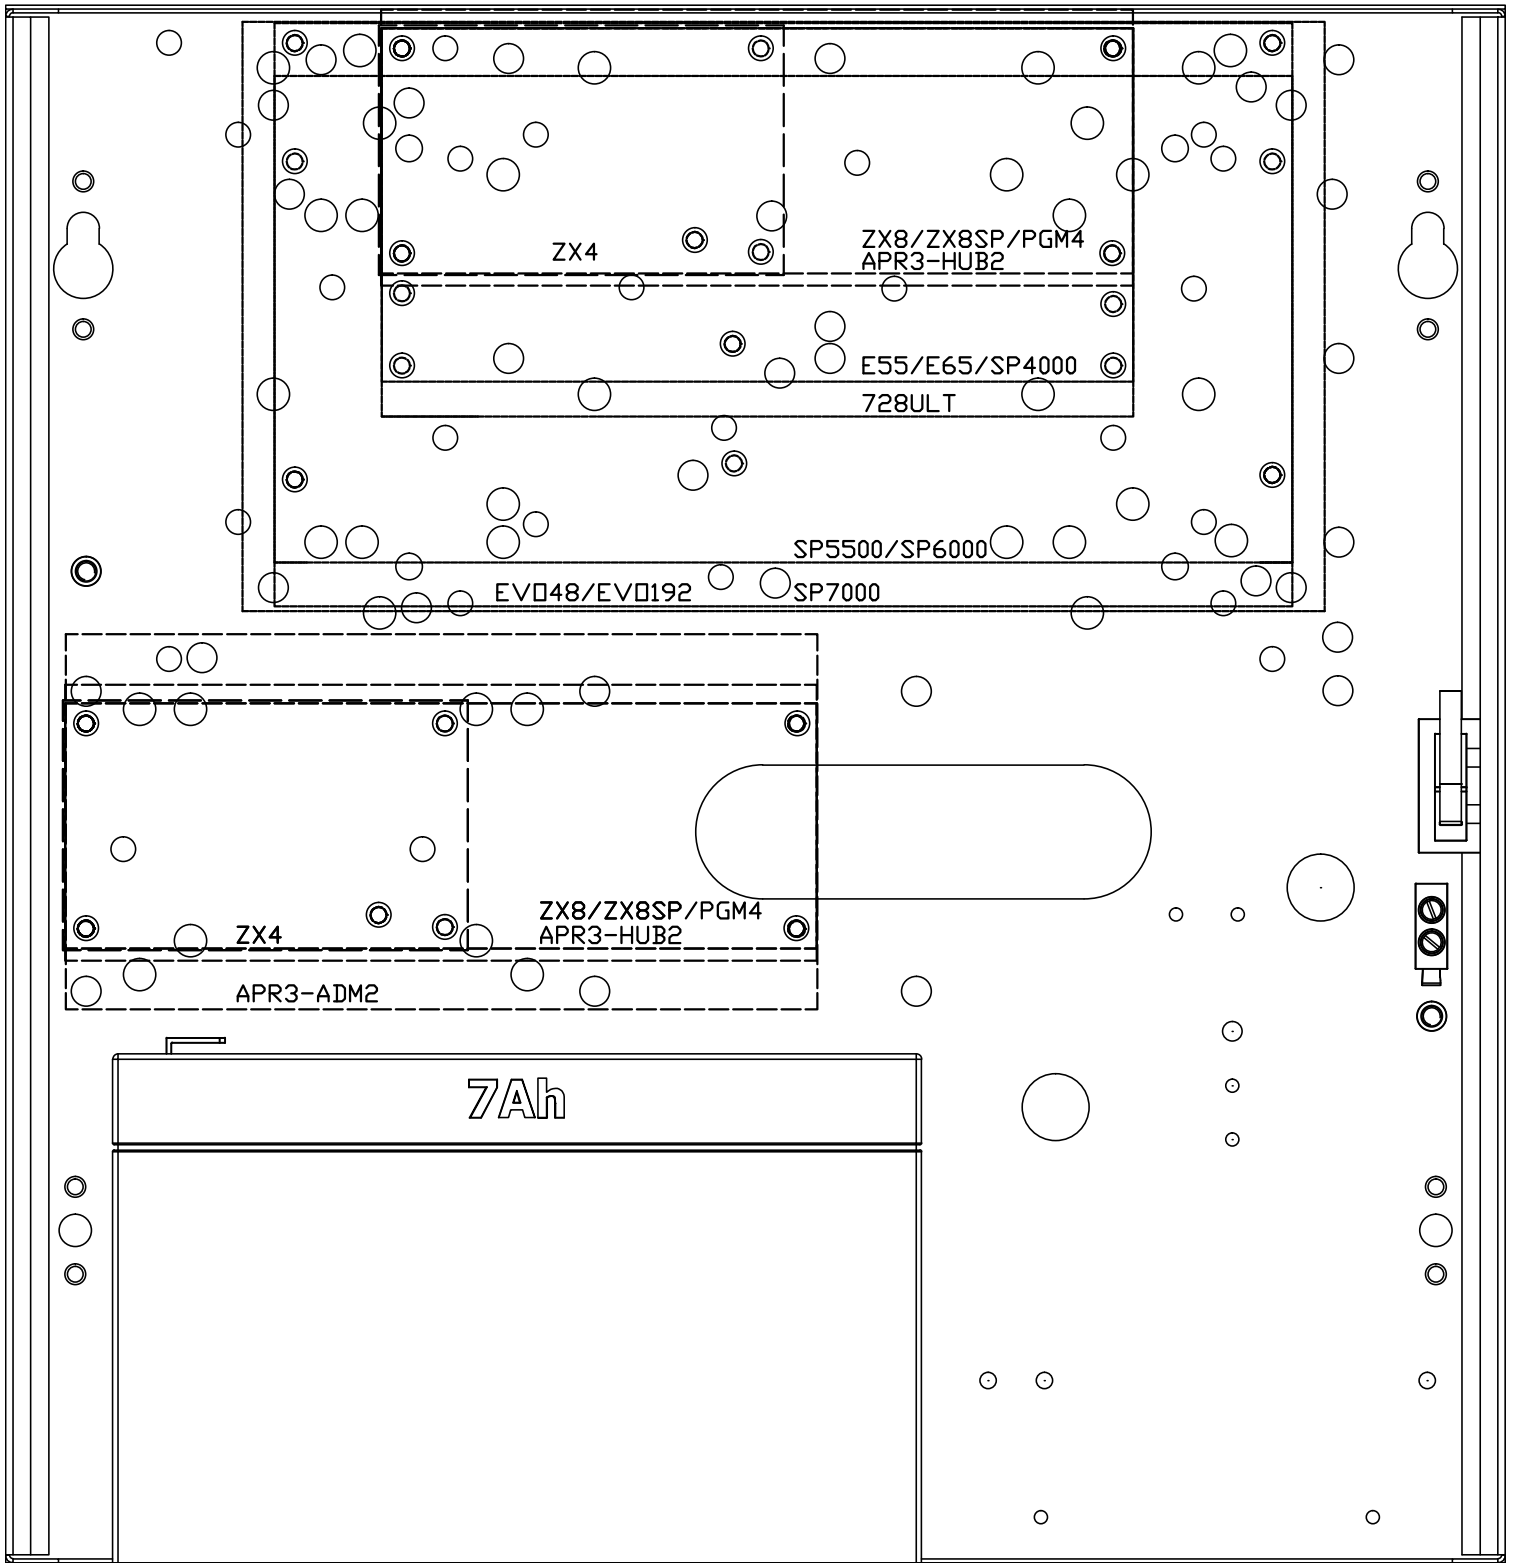 ZX4
ZX8/ZX8SP/PGM4
APR3-HUB2
E55/E65/SP4000
728ULT
SP5500/SP6000
EVO48/EVO192
SP7000
ZX8/ZX8SP/PGM4
ZX4
APR3-HUB2
APR3-ADM2
7Ah